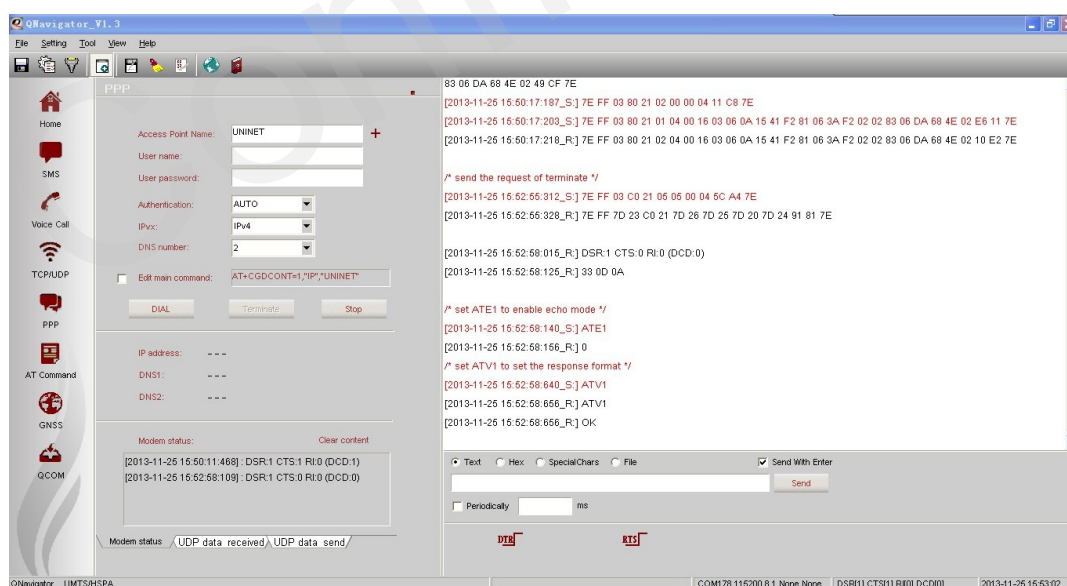 QNavigator_V1.3
File Setting Tool View Help
Home
SMS
Voice Call
TCP/UDP
PPP
AT Command
GNSS
QCOM
PPP
Access Point Name: UNINET +
User name:
User password:
Authentication: AUTO
IPvx: IPv4
DNS number: 2
Edit main command: AT+CGDCONT=1,"IP","UNINET"
DIAL Terminate Stop
IP address: ---
DNS1: ---
DNS2: ---
Modem status: Clear content
[2013-11-25 15:50:11:468] : DSR:1 CTS:1 RI:0 (DCD:1)
[2013-11-25 15:52:58:109] : DSR:1 CTS:0 RI:0 (DCD:0)
Modem status UDP data received UDP data send
83 06 DA 68 4E 02 49 CF 7E
[2013-11-25 15:50:17:187_S:] 7E FF 03 80 21 02 00 00 04 11 C8 7E
[2013-11-25 15:50:17:203_S:] 7E FF 03 80 21 01 04 00 16 03 06 0A 15 41 F2 81 06 3A F2 02 02 83 06 DA 68 4E 02 E6 11 7E
[2013-11-25 15:50:17:218_R:] 7E FF 03 80 21 02 04 00 16 03 06 0A 15 41 F2 81 06 3A F2 02 02 83 06 DA 68 4E 02 10 E2 7E
/* send the request of terminate */
[2013-11-25 15:52:55:312_S:] 7E FF 03 C0 21 05 05 00 04 5C A4 7E
[2013-11-25 15:52:55:328_R:] 7E FF 7D 23 C0 21 7D 26 7D 25 7D 20 7D 24 91 81 7E
[2013-11-25 15:52:58:015_R:] DSR:1 CTS:0 RI:0 (DCD:0)
[2013-11-25 15:52:58:125_R:] 33 0D 0A
/* set ATE1 to enable echo mode */
[2013-11-25 15:52:58:140_S:] ATE1
[2013-11-25 15:52:58:156_R:] 0
/* set ATV1 to set the response format */
[2013-11-25 15:52:58:640_S:] ATV1
[2013-11-25 15:52:58:656_R:] ATV1
[2013-11-25 15:52:58:656_R:] OK
Text Hex SpecialChars File Send With Enter
Send
Periodically ms
DTR RTS
QNavigator UMTS/HSPA COM178,115200,8,1,None,None DSR[1] CTS[1] RI[0] DCD[0] 2013-11-25 15:53:02